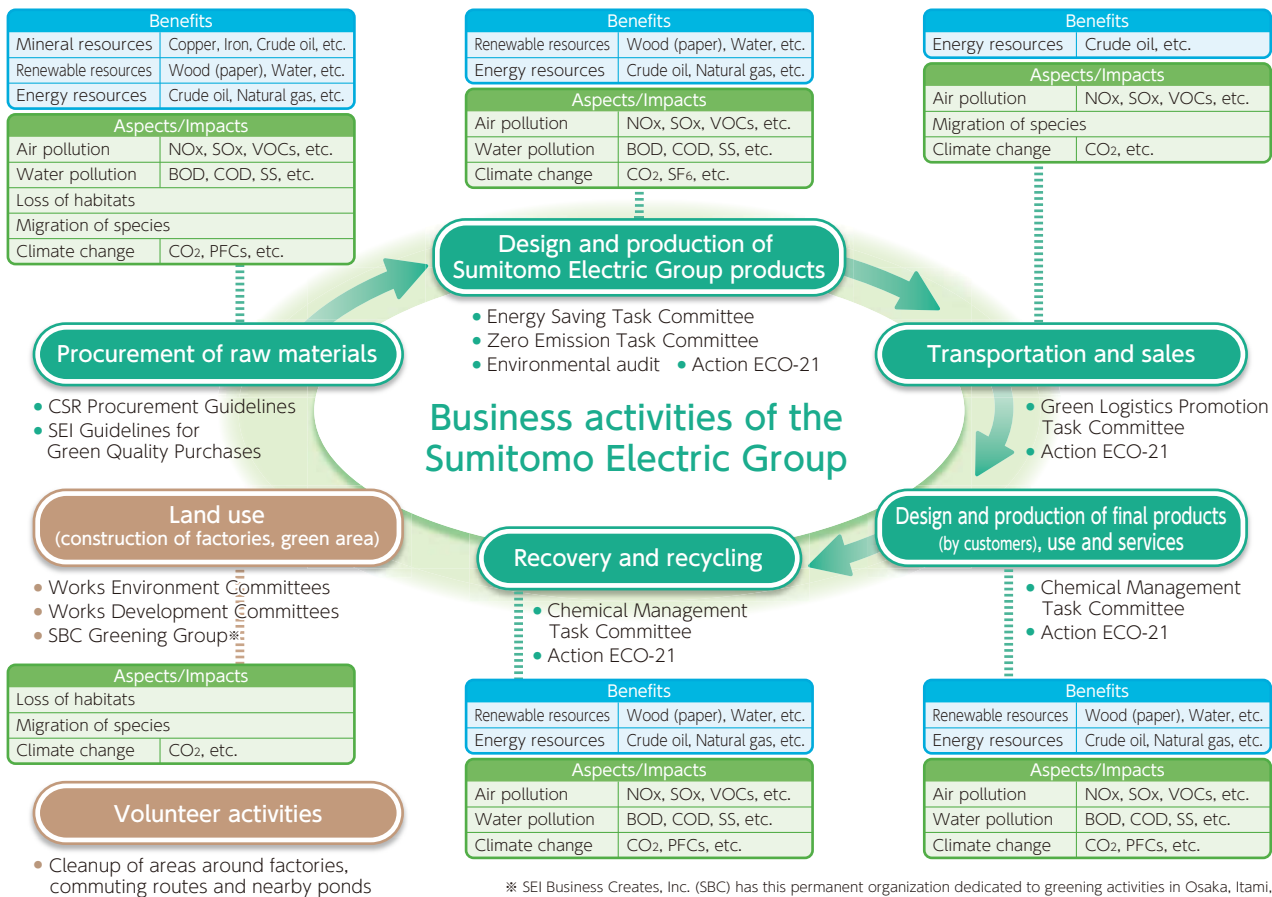 Benefits
Mineral resources Copper, Iron, Crude oil, etc.
Renewable resources Wood (paper), Water, etc.
Energy resources Crude oil, Natural gas, etc.
Aspects/Impacts
Air pollution NOx, SOx, VOCs, etc.
Water pollution BOD, COD, SS, etc.
Loss of habitats
Migration of species
Climate change CO2, PFCs, etc.
Benefits
Renewable resources Wood (paper), Water, etc.
Energy resources Crude oil, Natural gas, etc.
Aspects/Impacts
Air pollution NOx, SOx, VOCs, etc.
Water pollution BOD, COD, SS, etc.
Climate change CO2, SF6, etc.
Benefits
Energy resources Crude oil, etc.
Aspects/Impacts
Air pollution NOx, SOx, VOCs, etc.
Migration of species
Climate change CO2, etc.
Design and production of
Sumitomo Electric Group products
• Energy Saving Task Committee
• Zero Emission Task Committee
• Environmental audit • Action ECO-21
Procurement of raw materials
• CSR Procurement Guidelines
• SEI Guidelines for
Green Quality Purchases
Transportation and sales
• Green Logistics Promotion
Task Committee
• Action ECO-21
Business activities of the
Sumitomo Electric Group
Land use
(construction of factories, green area)
• Works Environment Committees
• Works Development Committees
• SBC Greening Group※
Recovery and recycling
• Chemical Management
Task Committee
• Action ECO-21
Design and production of final products
(by customers), use and services
• Chemical Management
Task Committee
• Action ECO-21
Aspects/Impacts
Loss of habitats
Migration of species
Climate change CO2, etc.
Volunteer activities
• Cleanup of areas around factories,
commuting routes and nearby ponds
Benefits
Renewable resources Wood (paper), Water, etc.
Energy resources Crude oil, Natural gas, etc.
Aspects/Impacts
Air pollution NOx, SOx, VOCs, etc.
Water pollution BOD, COD, SS, etc.
Climate change CO2, PFCs, etc.
Benefits
Renewable resources Wood (paper), Water, etc.
Energy resources Crude oil, Natural gas, etc.
Aspects/Impacts
Air pollution NOx, SOx, VOCs, etc.
Water pollution BOD, COD, SS, etc.
Climate change CO2, PFCs, etc.
※ SEI Business Creates, Inc. (SBC) has this permanent organization dedicated to greening activities in Osaka, Itami,